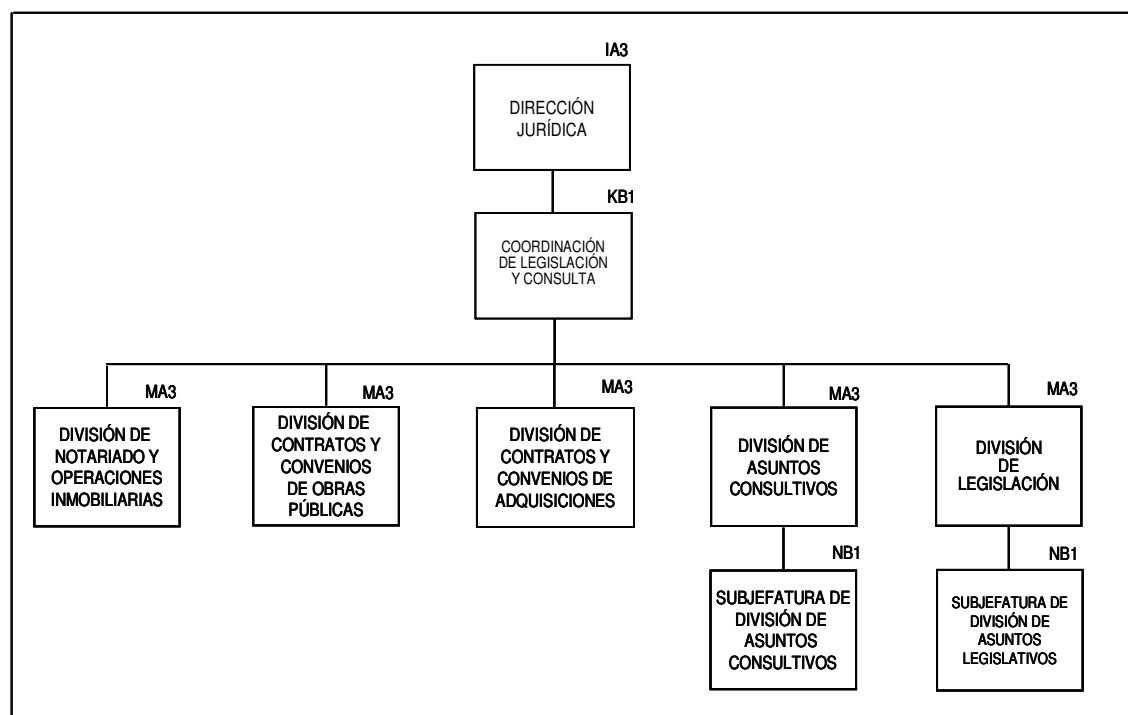 IA3
DIRECCIÓN
JURÍDICA
KB1
COORDINACIÓN
DE LEGISLACIÓN
Y CONSULTA
MA3
DIVISIÓN DE
NOTARIADO Y
OPERACIONES
INMOBILIARIAS
MA3
DIVISIÓN DE
CONTRATOS Y
CONVENIOS
DE OBRAS
PÚBLICAS
MA3
DIVISIÓN DE
CONTRATOS Y
CONVENIOS DE
ADQUISICIONES
MA3
DIVISIÓN DE
ASUNTOS
CONSULTIVOS
MA3
DIVISIÓN
DE
LEGISLACIÓN
NB1
SUBJEFATURA DE
DIVISIÓN DE
ASUNTOS
CONSULTIVOS
NB1
SUBJEFATURA DE
DIVISIÓN DE
ASUNTOS
LEGISLATIVOS